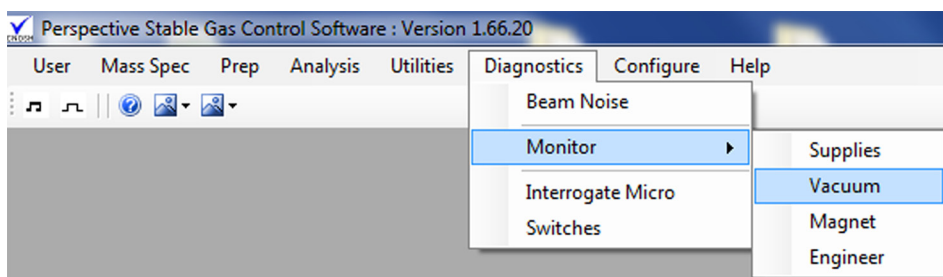 Perspective Stable Gas Control Software : Version 1.66.20
User Mass Spec Prep Analysis Utilities Diagnostics Configure Help
Beam Noise
Monitor
Supplies
Vacuum
Interrogate Micro
Magnet
Switches
Engineer